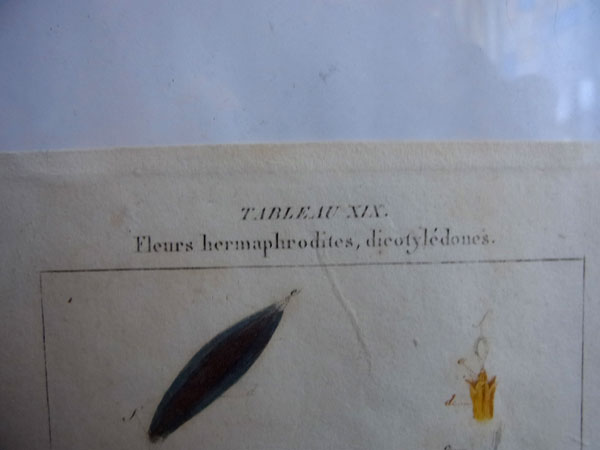 TABLEAU XIX.
Fleurs hermaphrodites, dicotylédones.
d